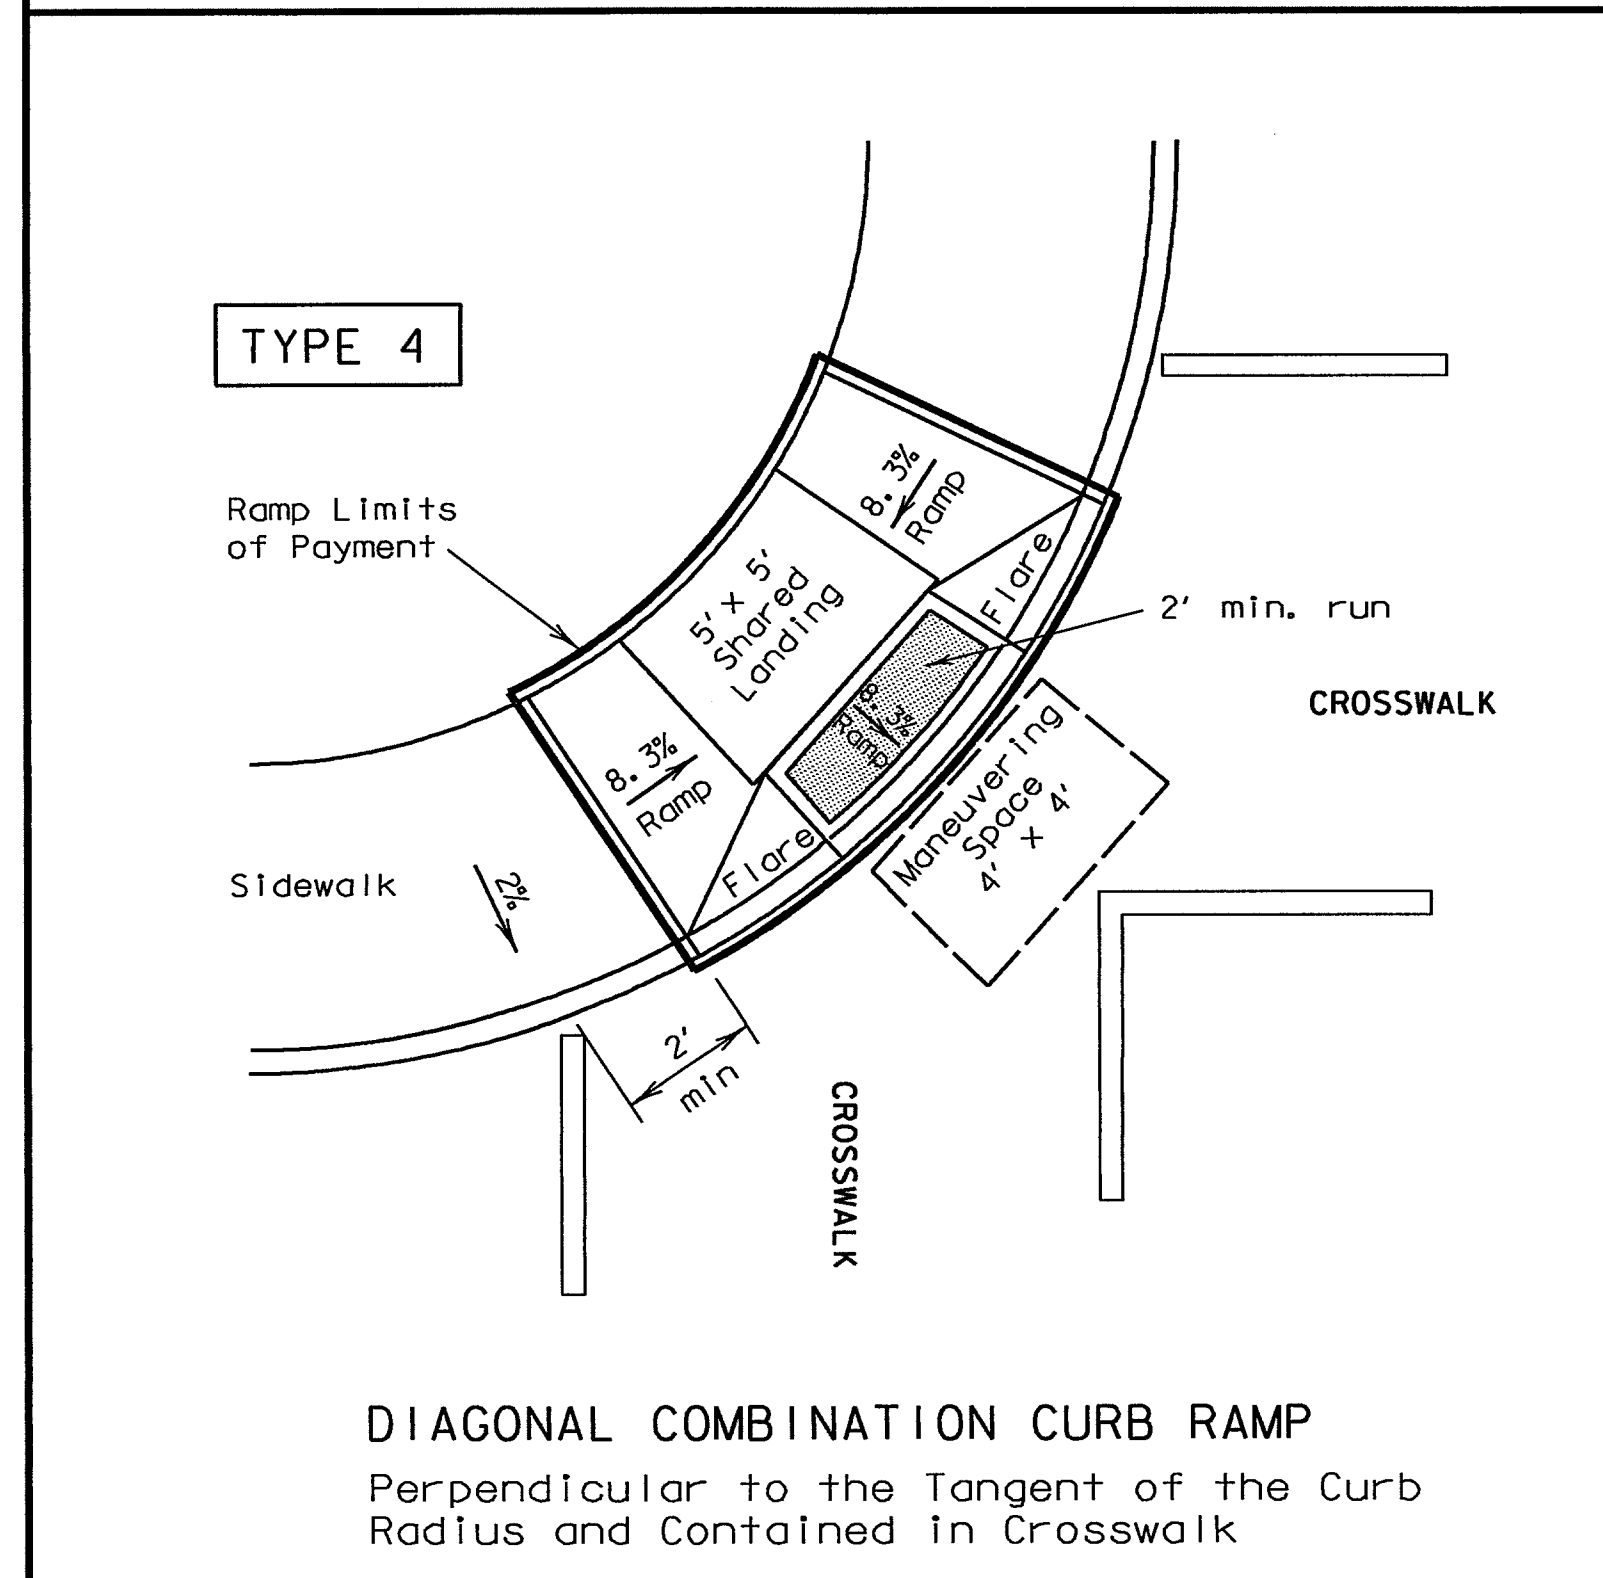 TYPE 4
8.3%
Ramp
Ramp Limits
of Payment
5' x 5'
Shared
Landing
Flare
2' min. run
8.3%
Ramp
CROSSWALK
Maneuvering
Space
4' x 4'
8.3%
Ramp
Flare
Sidewalk
2%
2'
min
CROSSWALK
DIAGONAL COMBINATION CURB RAMP
Perpendicular to the Tangent of the Curb
Radius and Contained in Crosswalk